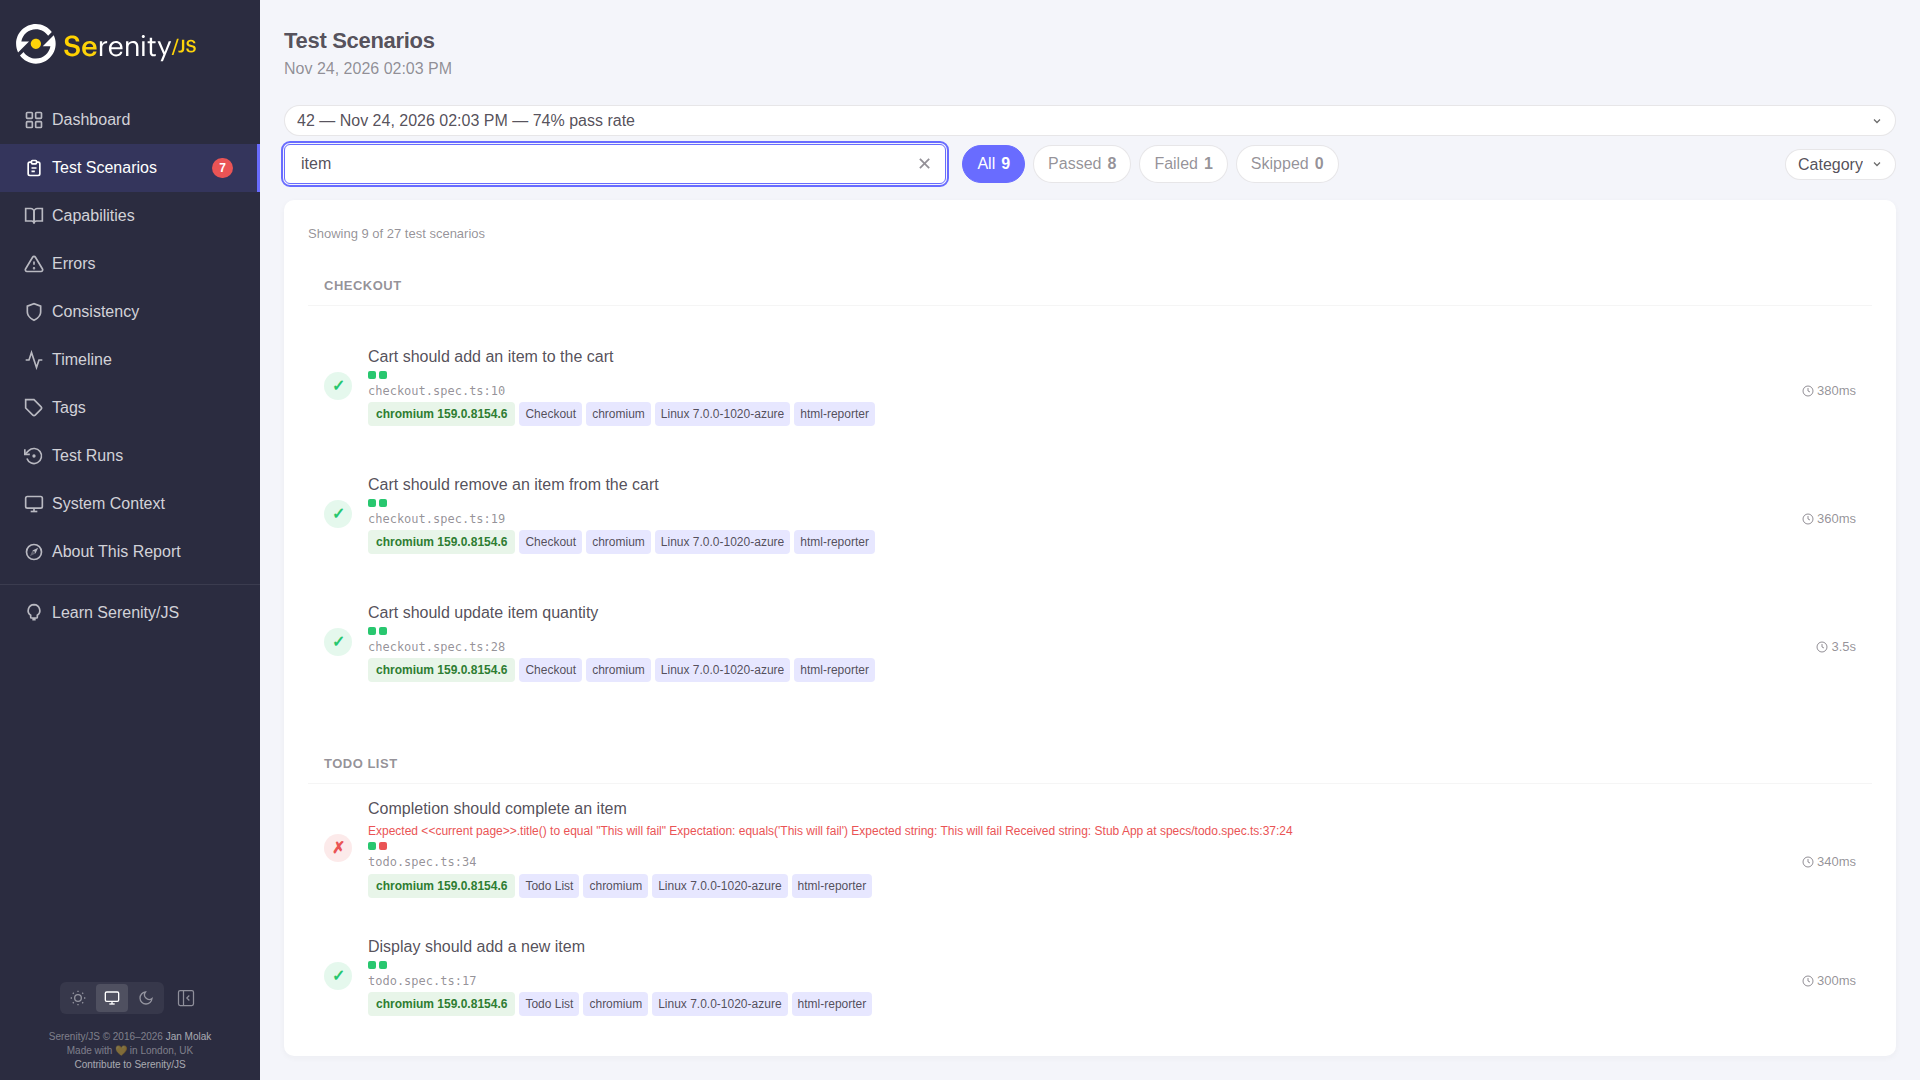 Serenity/JS
Dashboard
Test Scenarios 7
Capabilities
Errors
Consistency
Timeline
Tags
Test Runs
System Context
About This Report
Learn Serenity/JS
Serenity/JS © 2016–2026 Jan Molak
Made with 🤎 in London, UK
Contribute to Serenity/JS
Test Scenarios
Nov 24, 2026 02:03 PM
42 — Nov 24, 2026 02:03 PM — 74% pass rate
item ✕ All 9 Passed 8 Failed 1 Skipped 0 Category
Showing 9 of 27 test scenarios
CHECKOUT
Cart should add an item to the cart
✓
checkout.spec.ts:10 380ms
chromium 159.0.8154.6 Checkout chromium Linux 7.0.0-1020-azure html-reporter
Cart should remove an item from the cart
✓
checkout.spec.ts:19 360ms
chromium 159.0.8154.6 Checkout chromium Linux 7.0.0-1020-azure html-reporter
Cart should update item quantity
✓
checkout.spec.ts:28 3.5s
chromium 159.0.8154.6 Checkout chromium Linux 7.0.0-1020-azure html-reporter
TODO LIST
Completion should complete an item
Expected <<current page>>.title() to equal "This will fail" Expectation: equals('This will fail') Expected string: This will fail Received string: Stub App at specs/todo.spec.ts:37:24
✗
todo.spec.ts:34 340ms
chromium 159.0.8154.6 Todo List chromium Linux 7.0.0-1020-azure html-reporter
Display should add a new item
✓
todo.spec.ts:17 300ms
chromium 159.0.8154.6 Todo List chromium Linux 7.0.0-1020-azure html-reporter